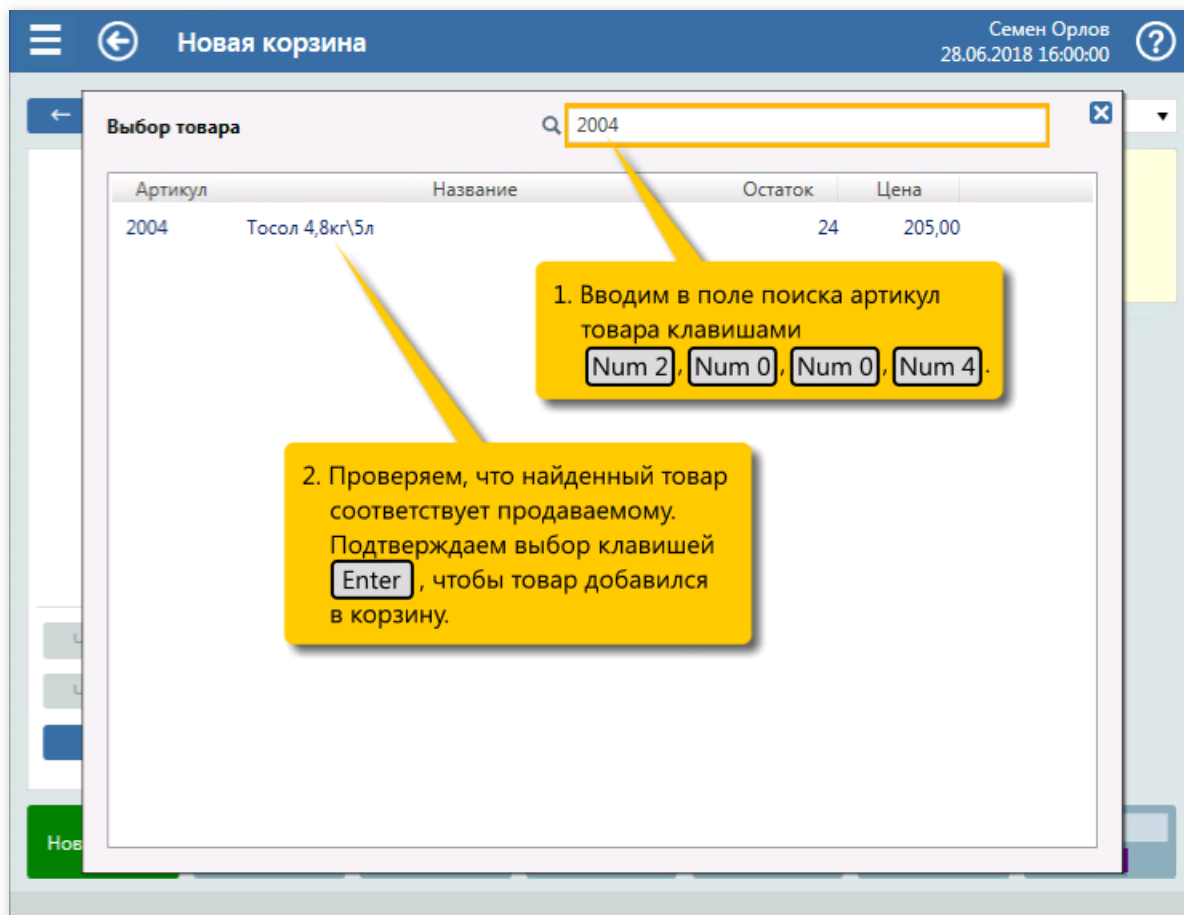 Новая корзина
Семен Орлов
28.06.2018 16:00:00
?
Выбор товара
2004
Артикул Название Остаток Цена
2004 Тосол 4,8кг\5л 24 205,00
1. Вводим в поле поиска артикул
товара клавишами
Num 2, Num 0, Num 0, Num 4.
2. Проверяем, что найденный товар
соответствует продаваемому.
Подтверждаем выбор клавишей
Enter, чтобы товар добавился
в корзину.
Нов